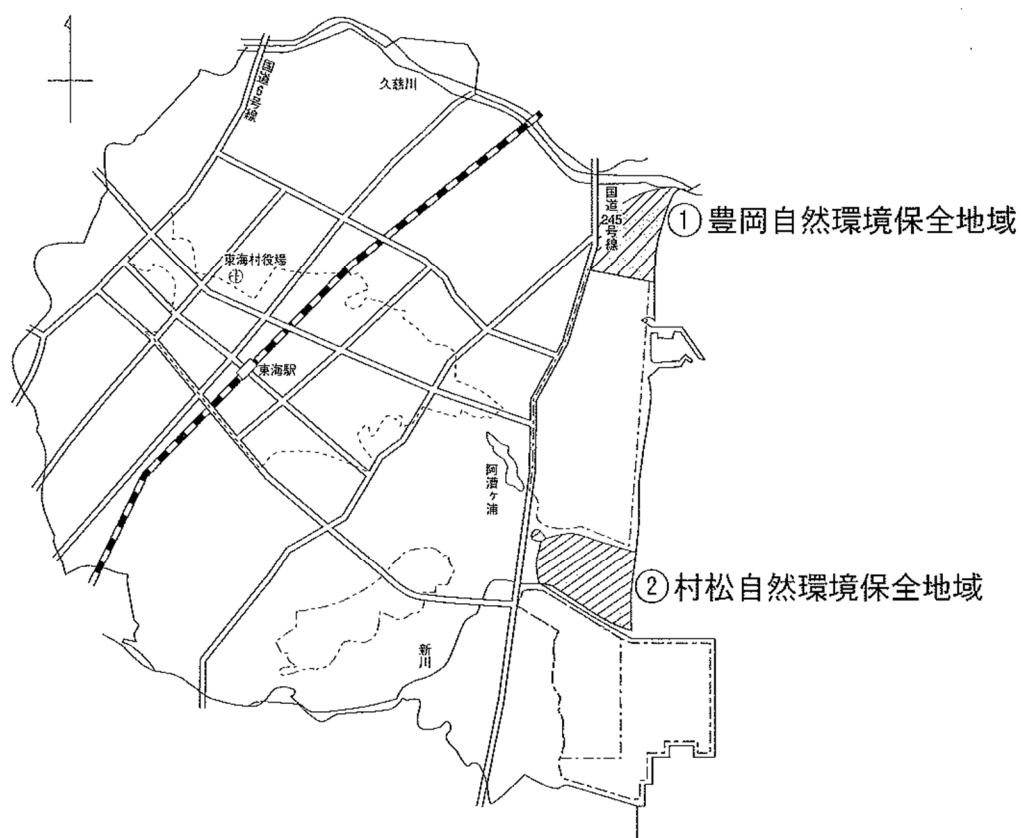 久慈川
国道6号線
国道245号線
①豊岡自然環境保全地域
東海村役場
東海駅
阿漕ヶ浦
②村松自然環境保全地域
新川